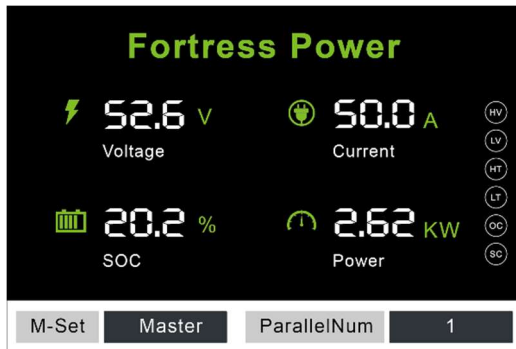 Fortress Power
52.6 V
Voltage
50.0 A
Current
20.2 %
SOC
2.62 KW
Power
HV
LV
HT
LT
OC
SC
M-Set Master ParallelNum 1